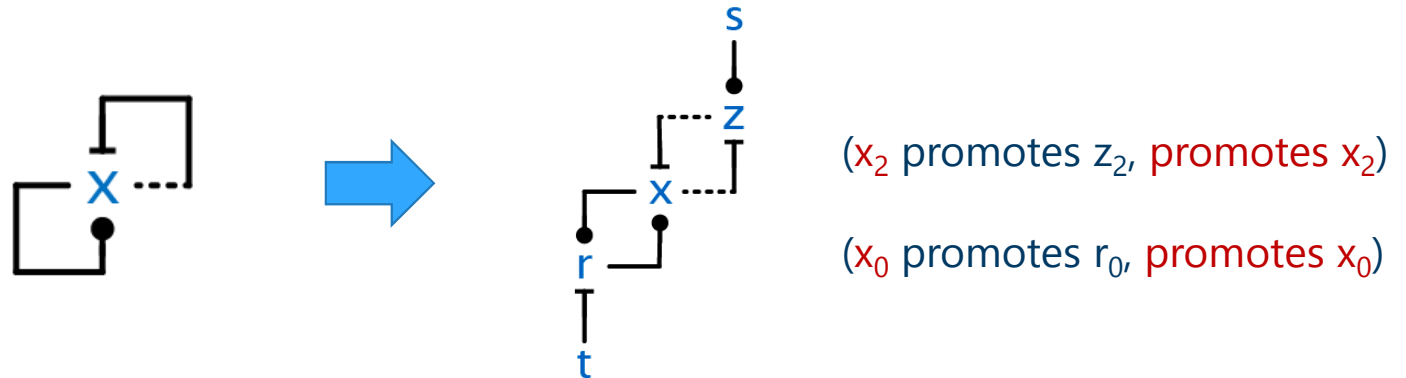 s
z
x
x
r
t
(x₂ promotes z₂, promotes x₂)
(x₀ promotes r₀, promotes x₀)